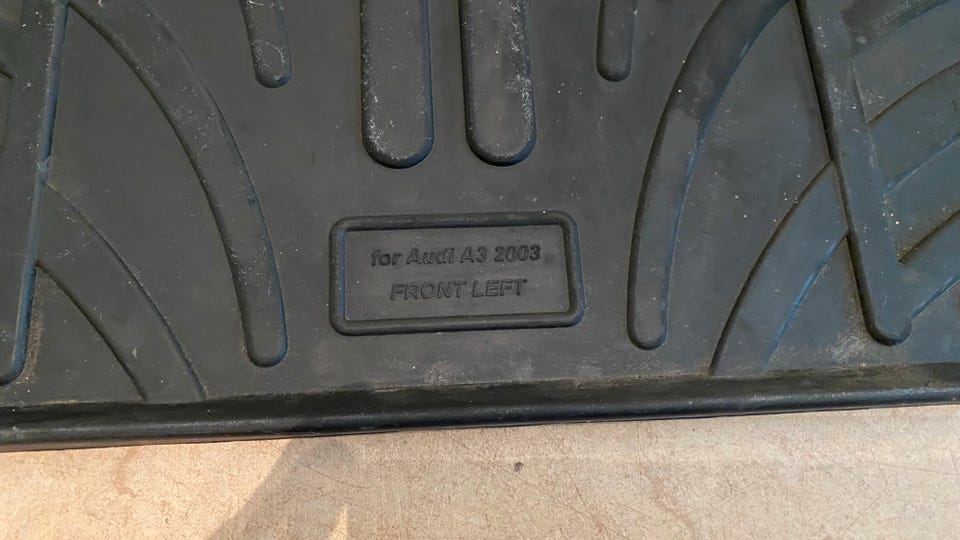 for Audi A3 2003
FRONT LEFT